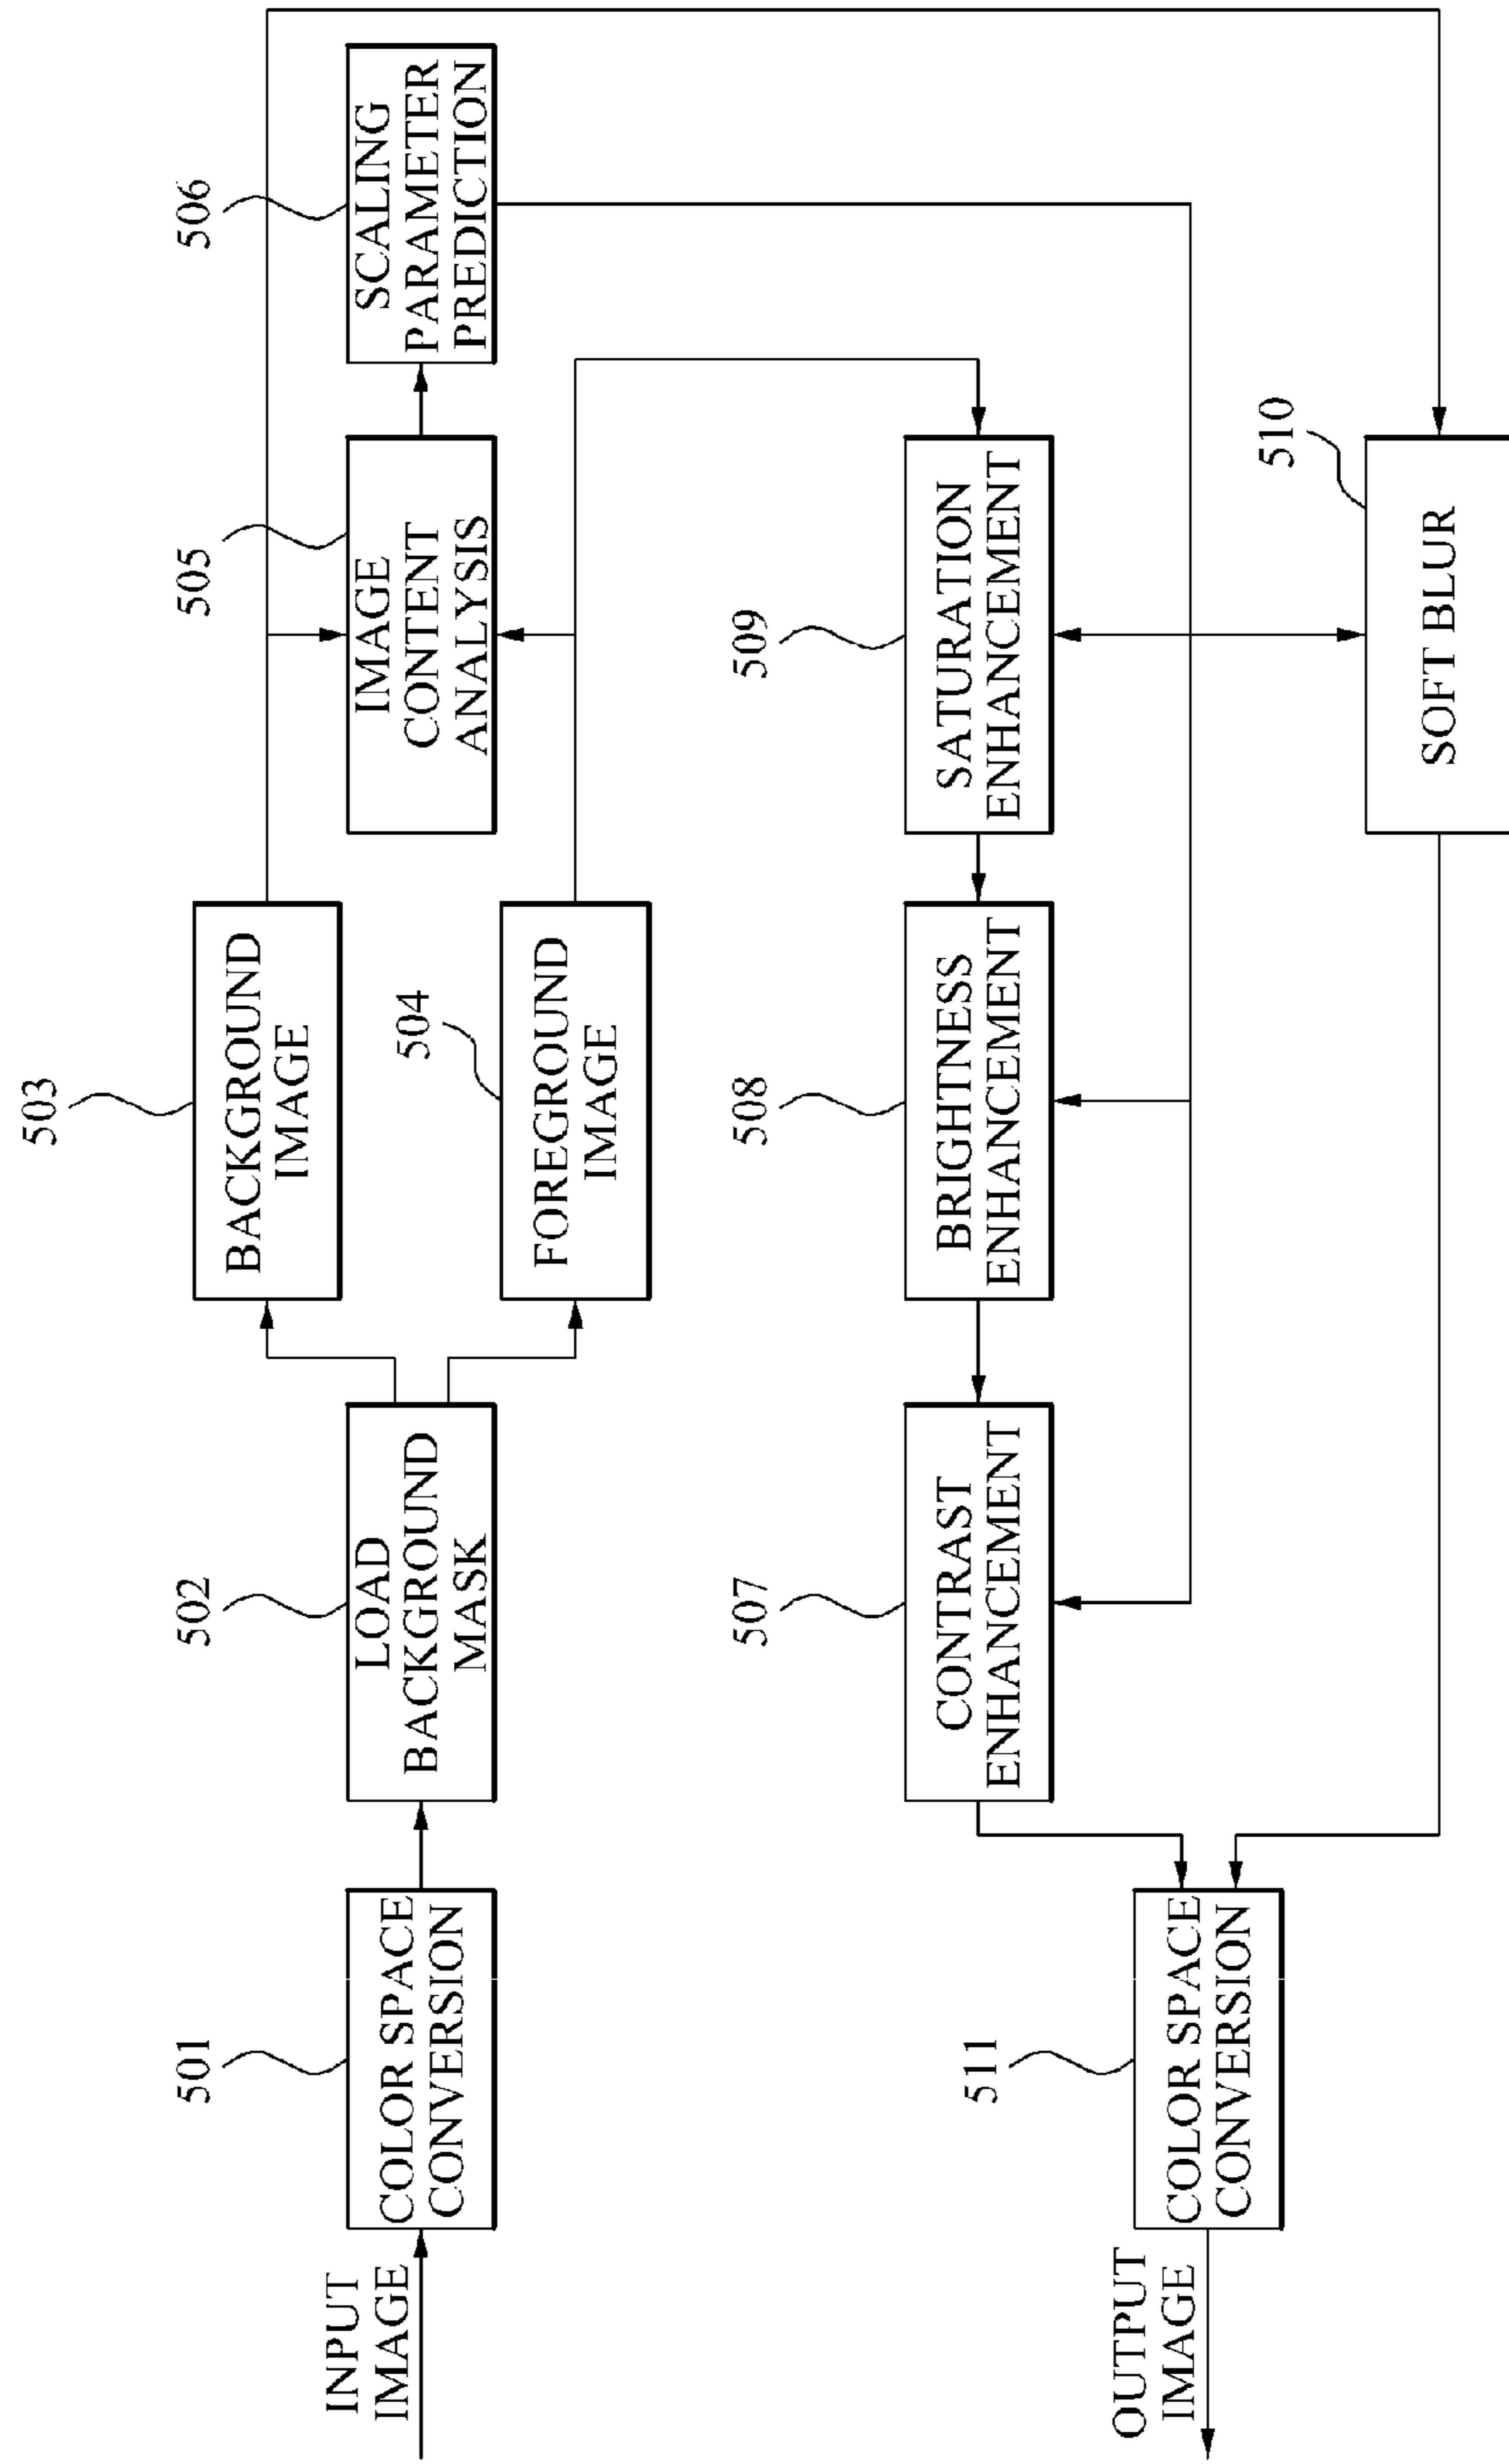 INPUT
IMAGE
501
COLOR SPACE
CONVERSION
502
LOAD
BACKGROUND
MASK
503
BACKGROUND
IMAGE
504
FOREGROUND
IMAGE
505
IMAGE
CONTENT
ANALYSIS
506
SCALING
PARAMETER
PREDICTION
507
CONTRAST
ENHANCEMENT
508
BRIGHTNESS
ENHANCEMENT
509
SATURATION
ENHANCEMENT
510
SOFT BLUR
511
COLOR SPACE
CONVERSION
OUTPUT
IMAGE